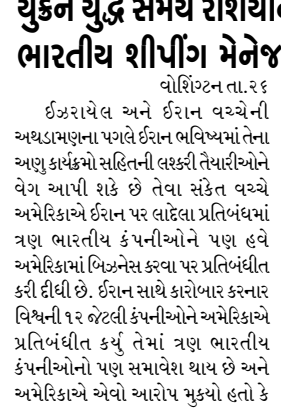 યુક્રેન યુદ્ધ સમયે
ભારતીય શીપીંગ
વોશિંગ્ટન તા.૨૬
ઈઝરાયેલ અને ઈરાન વચ્ચેની
અથડામણના પગલે ઈરાન ભવિષ્યમાં તેના
અણુ કાર્યક્રમો સહિતની લશ્કરી તૈયારીઓને
વેગ આપી શકે છે તેવા સંકેત વચ્ચે
અમેરિકાએ ઈરાન પર લાદેલા પ્રતિબંધમાં
ત્રણ ભારતીય કંપનીઓને પણ હવે
અમેરિકામાં બિઝનેસ કરવા પર પ્રતિબંધીત
કરી દીધી છે. ઈરાન સાથે કારોબાર કરનાર
વિશ્વની ૧૨ જેટલી કંપનીઓને અમેરિકાએ
પ્રતિબંધીત કર્યુ તેમાં ત્રણ ભારતીય
કંપનીઓનો પણ સમાવેશ થાય છે અને
અમેરિકાએ એવો આરોપ મુકયો હતો કે